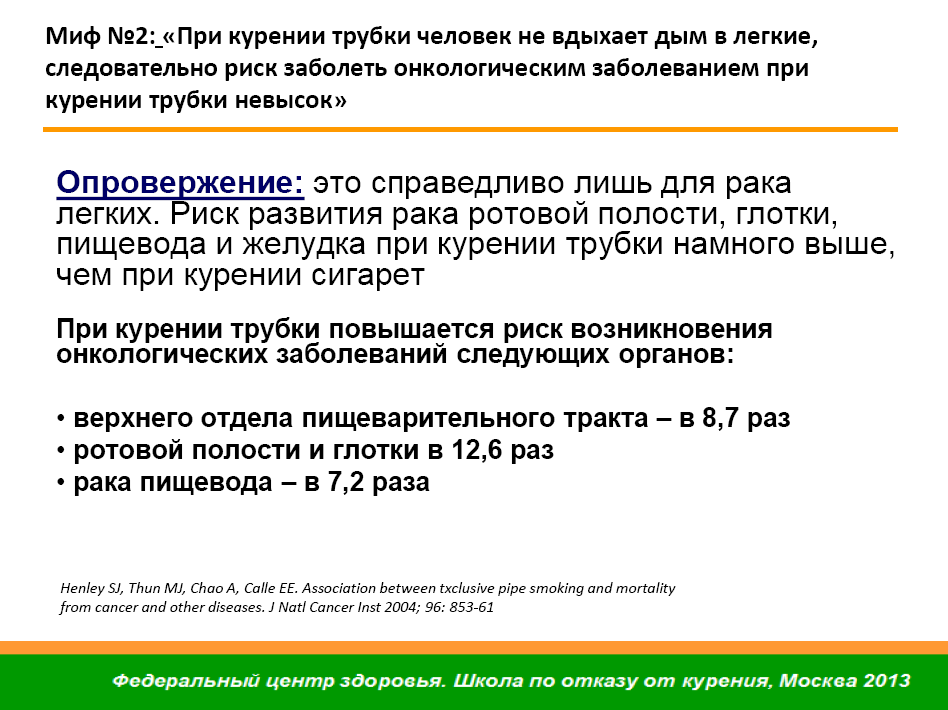 Миф №2: «При курении трубки человек не вдыхает дым в легкие,
следовательно риск заболеть онкологическим заболеванием при
курении трубки невысок»
Опровержение: это справедливо лишь для рака
легких. Риск развития рака ротовой полости, глотки,
пищевода и желудка при курении трубки намного выше,
чем при курении сигарет
При курении трубки повышается риск возникновения
онкологических заболеваний следующих органов:
• верхнего отдела пищеварительного тракта – в 8,7 раз
• ротовой полости и глотки в 12,6 раз
• рака пищевода – в 7,2 раза
Henley SJ, Thun MJ, Chao A, Calle EE. Association between txclusive pipe smoking and mortality
from cancer and other diseases. J Natl Cancer Inst 2004; 96: 853-61
Федеральный центр здоровья. Школа по отказу от курения, Москва 2013